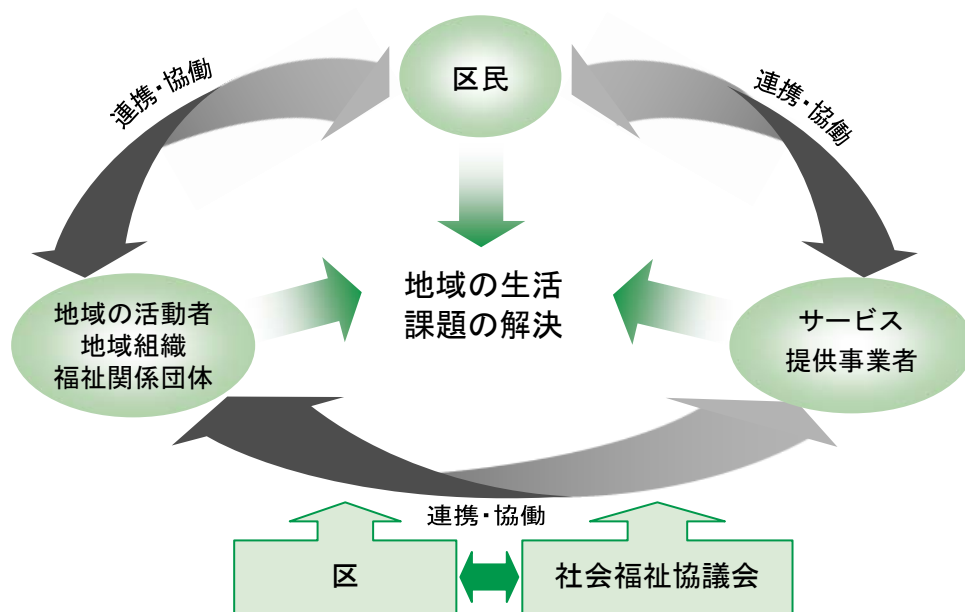 区民
連携・協働
連携・協働
地域の生活
課題の解決
地域の活動者
地域組織
福祉関係団体
サービス
提供事業者
連携・協働
区
社会福祉協議会